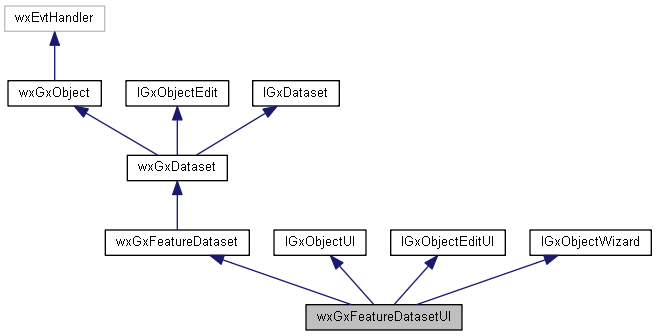 wxEvtHandler
wxGxObject
IGxObjectEdit
IGxDataset
wxGxDataset
wxGxFeatureDataset
IGxObjectUI
IGxObjectEditUI
IGxObjectWizard
wxGxFeatureDatasetUI